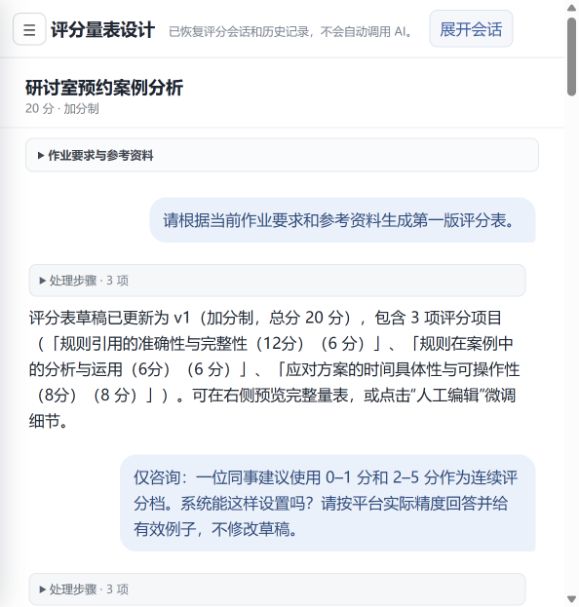 评分量表设计 已恢复评分会话和历史记录，不会自动调用 AI。 展开会话
研讨室预约案例分析
20 分 · 加分制
▶ 作业要求与参考资料
请根据当前作业要求和参考资料生成第一版评分表。
▶ 处理步骤 · 3 项
评分表草稿已更新为 v1（加分制，总分 20 分），包含 3 项评分项目
（「规则引用的准确性与完整性（12分）（6 分）」、「规则在案例中
的分析与运用（6分）（6 分）」、「应对方案的时间具体性与可操作性
（8分）（8 分）」）。可在右侧预览完整量表，或点击“人工编辑”微调
细节。
仅咨询：一位同事建议使用 0–1 分和 2–5 分作为连续评
分档。系统能这样设置吗？请按平台实际精度回答并给
有效例子，不修改草稿。
▶ 处理步骤 · 3 项